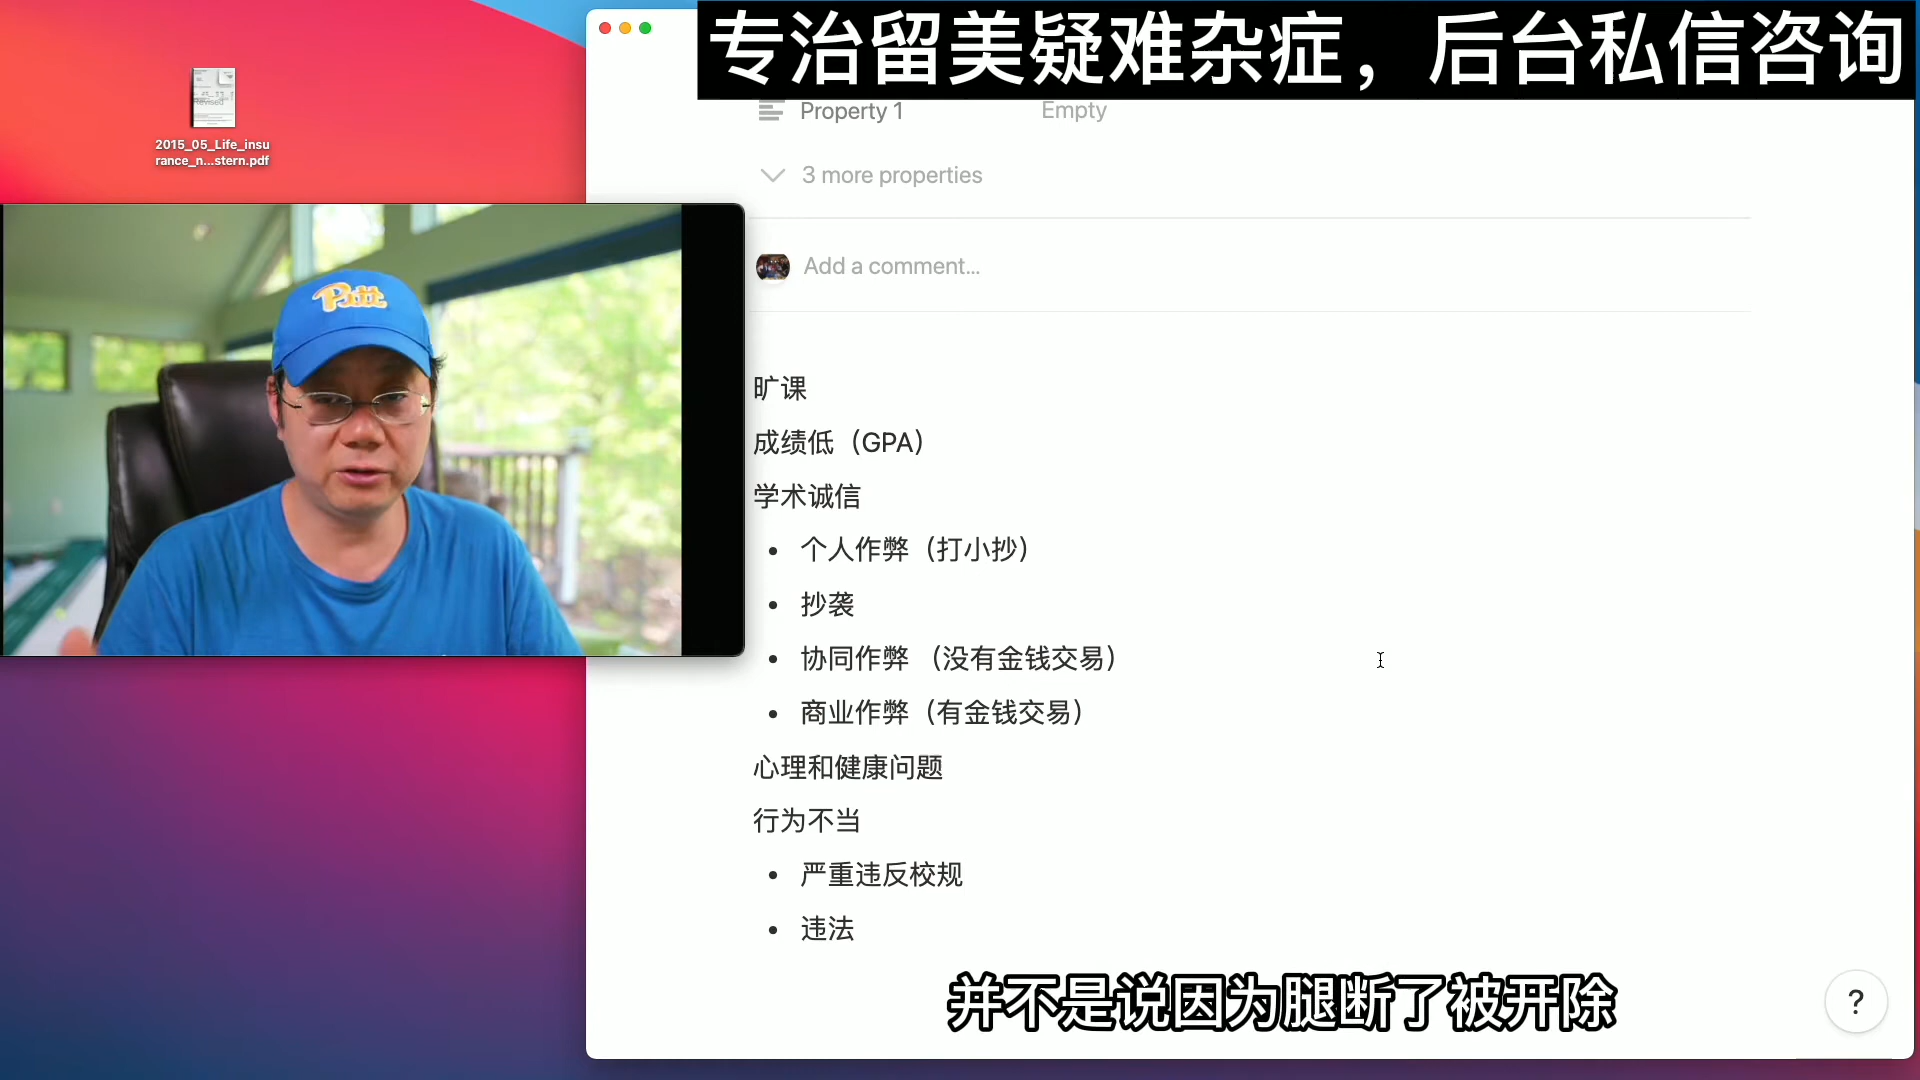 专治留美疑难杂症，后台私信咨询
2015_05_Life_insu
rance_n...stern.pdf
Property 1
Empty
3 more properties
Add a comment...
Pitt
旷课
成绩低（GPA）
学术诚信
• 个人作弊（打小抄）
• 抄袭
• 协同作弊 （没有金钱交易）
• 商业作弊（有金钱交易）
心理和健康问题
行为不当
• 严重违反校规
• 违法
并不是说因为腿断了被开除
?